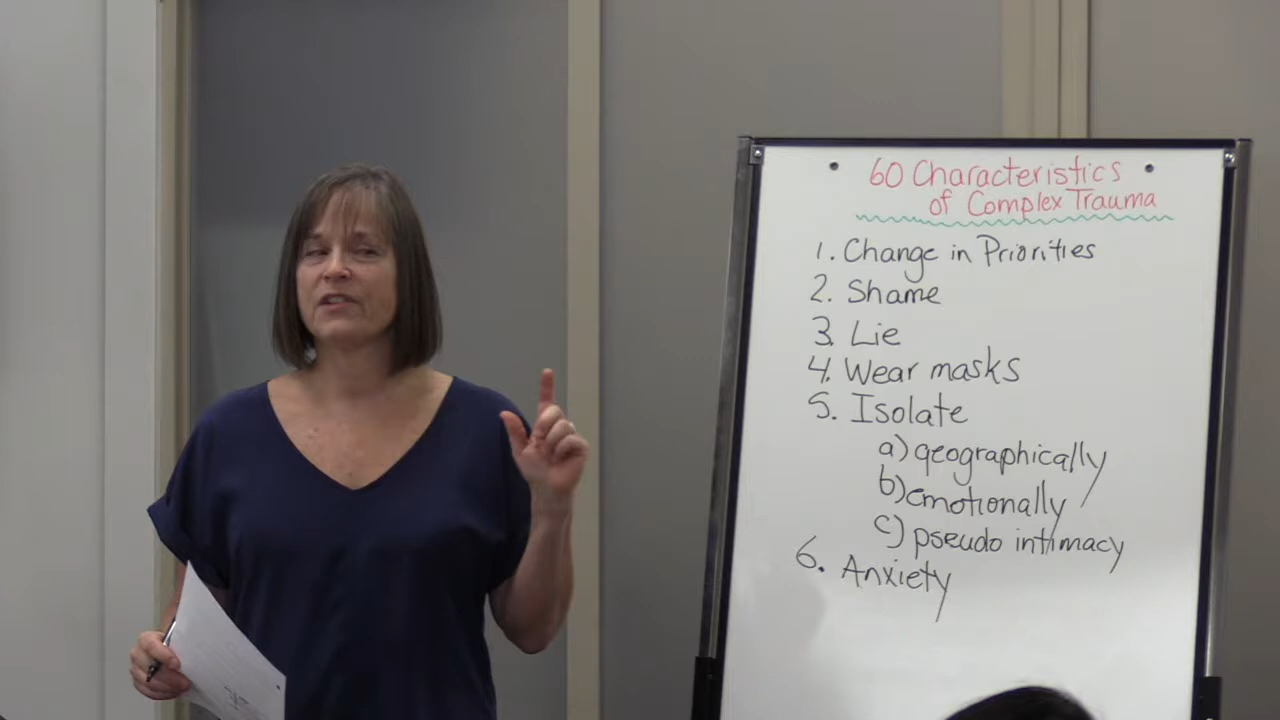 60 Characteristics
of Complex Trauma
1. Change in Priorities
2. Shame
3. Lie
4. Wear masks
5. Isolate
a) geographically
b) emotionally
c) pseudo intimacy
6. Anxiety